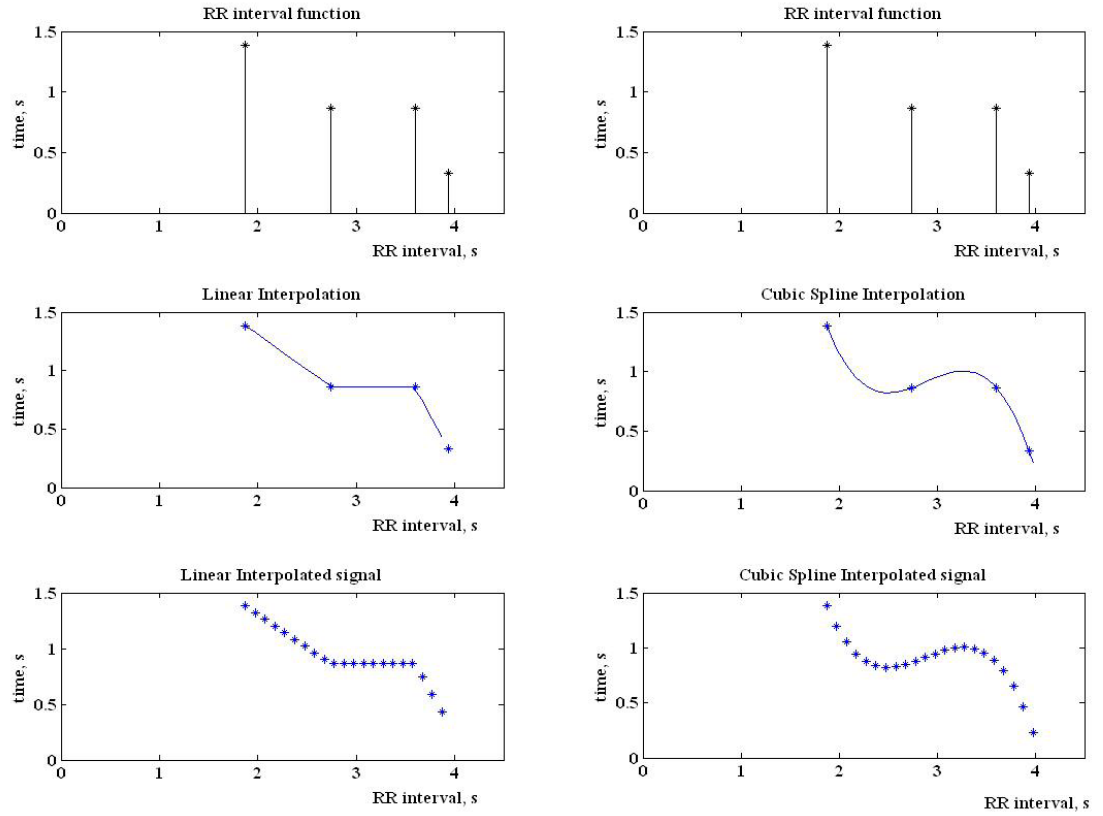 RR interval function
1.5
1
0.5
0
time, s
0 1 2 3 4
RR interval, s
RR interval function
1.5
1
0.5
0
time, s
0 1 2 3 4
RR interval, s
Linear Interpolation
1.5
1
0.5
0
time, s
0 1 2 3 4
RR interval, s
Cubic Spline Interpolation
1.5
1
0.5
0
time, s
0 1 2 3 4
RR interval, s
Linear Interpolated signal
1.5
1
0.5
0
time, s
0 1 2 3 4
RR interval, s
Cubic Spline Interpolated signal
1.5
1
0.5
0
time, s
0 1 2 3 4
RR interval, s